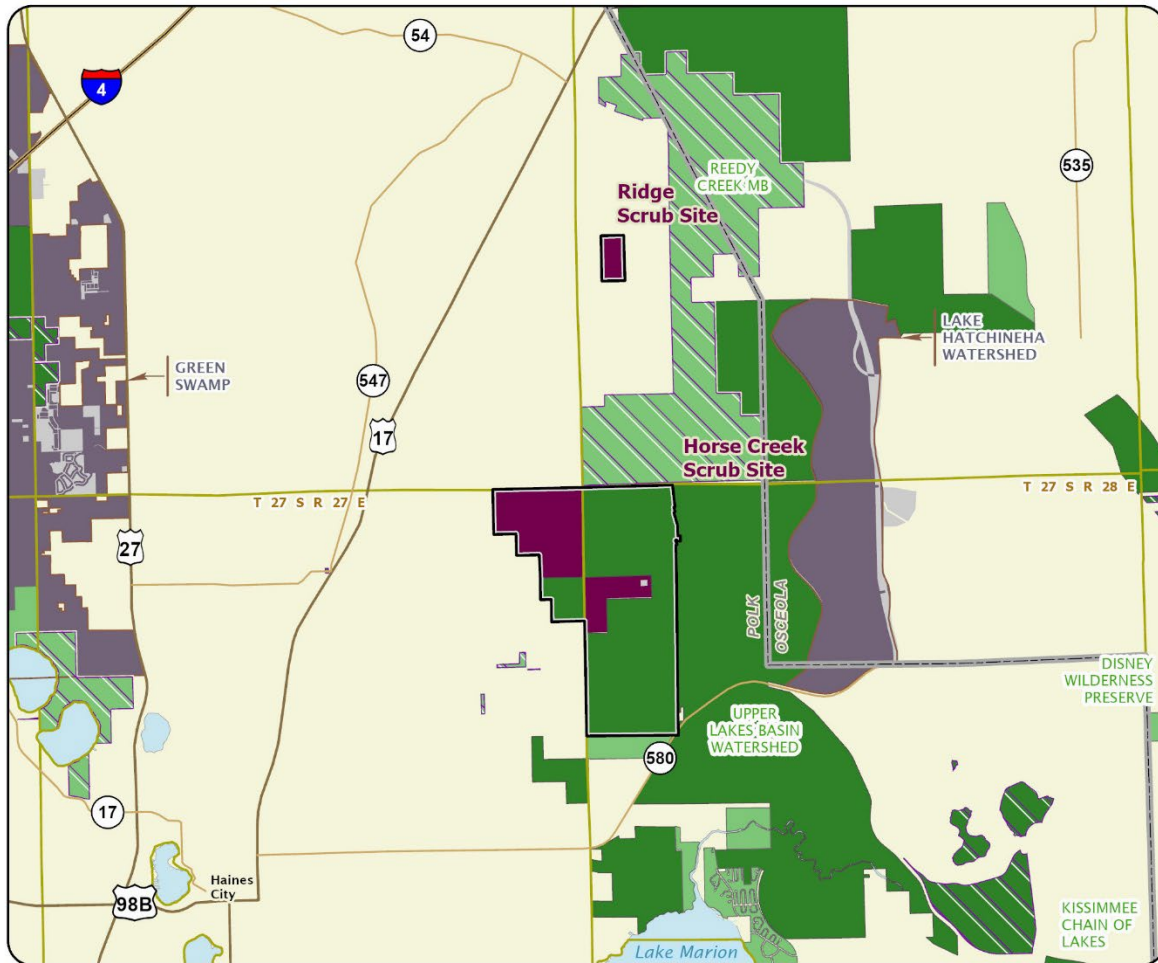 54
4
535
REEDY
CREEK MB
Ridge
Scrub Site
LAKE
HATCHINEHA
WATERSHED
GREEN
SWAMP
547
17
Horse Creek
Scrub Site
T 27 S R 27 E
T 27 S R 28 E
27
POLK
OSCEOLA
DISNEY
WILDERNESS
PRESERVE
UPPER
LAKES BASIN
WATERSHED
580
17
Haines
City
98B
KISSIMMEE
CHAIN OF
LAKES
Lake Marion